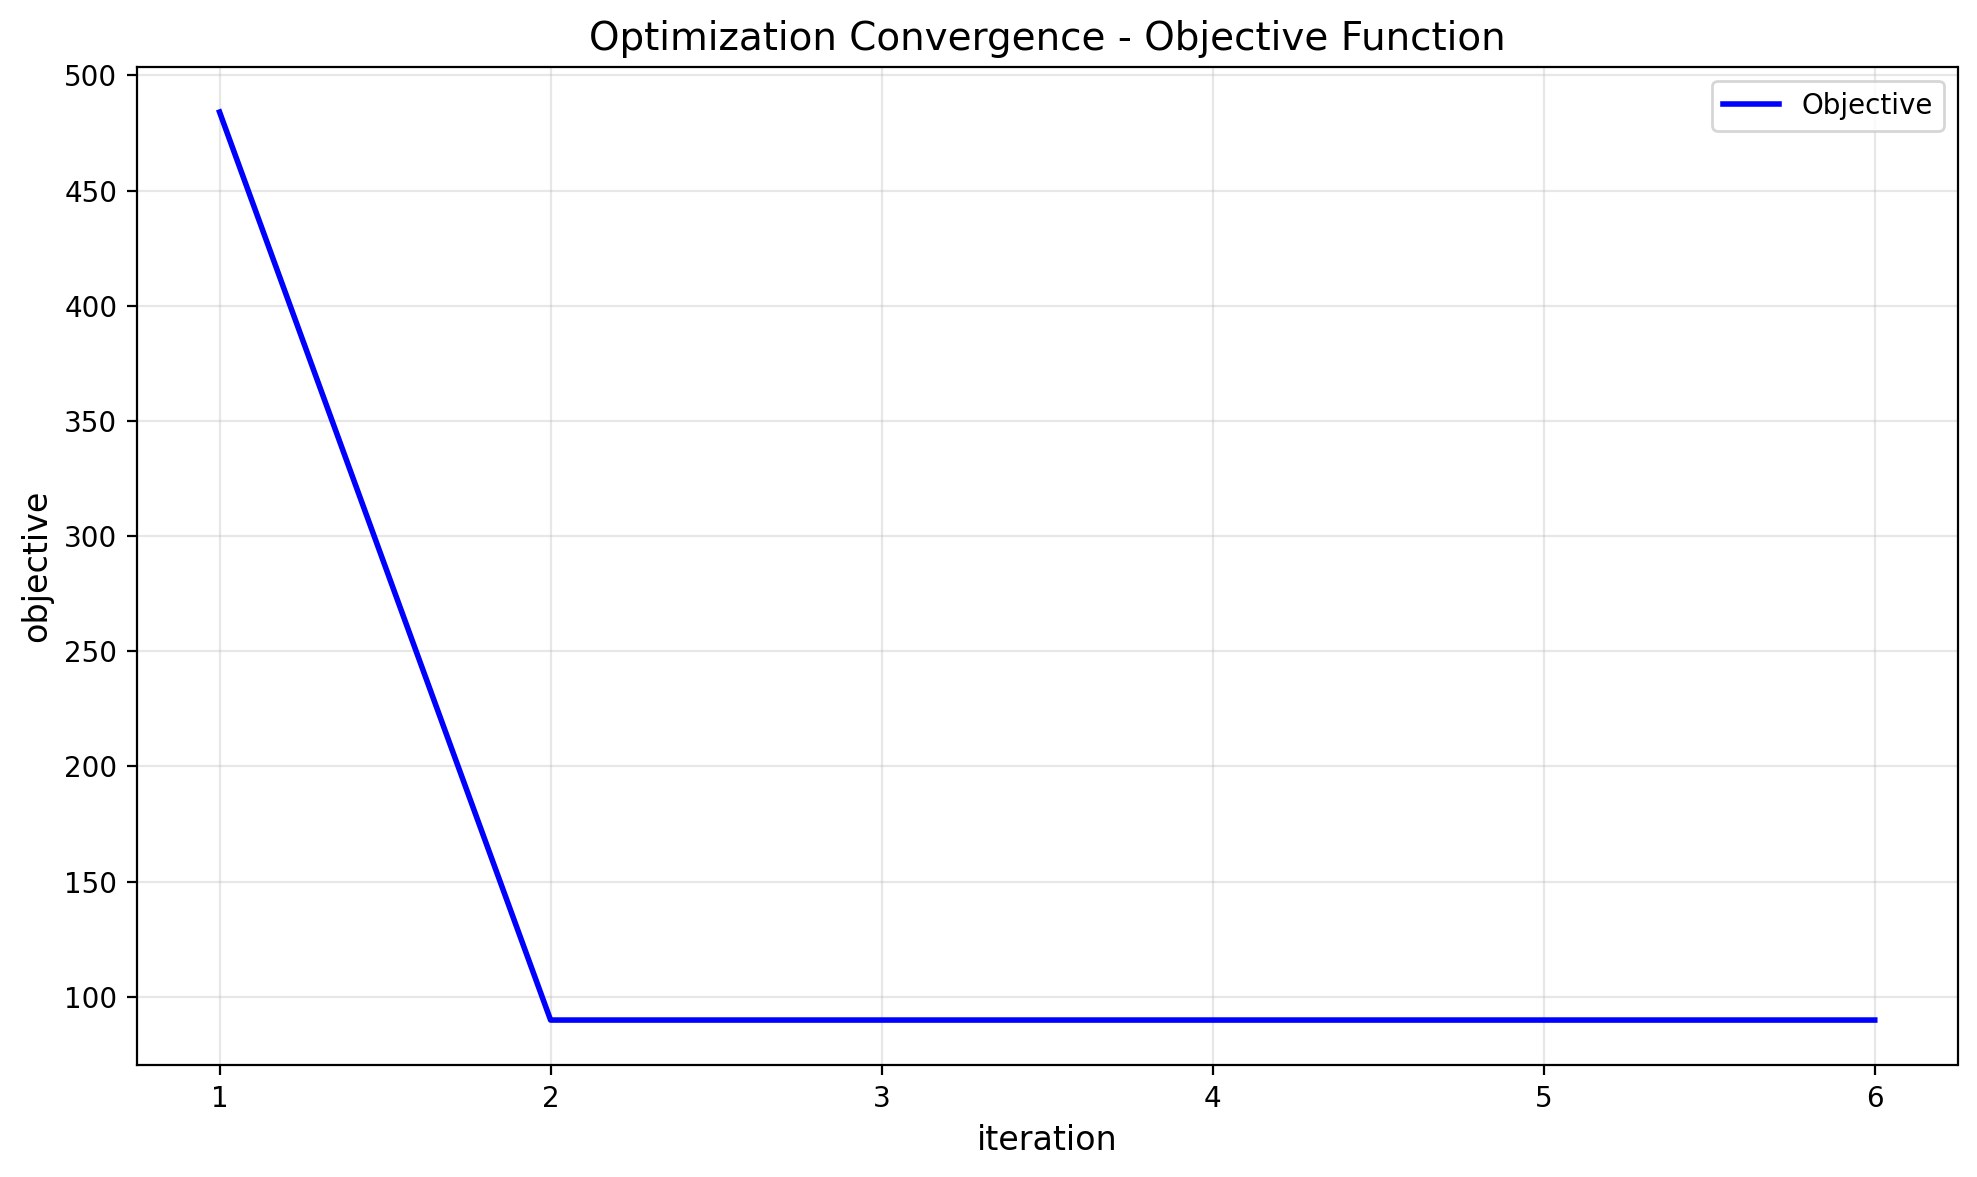 Optimization Convergence - Objective Function
Objective
objective
500
450
400
350
300
250
200
150
100
1 2 3 4 5 6
iteration